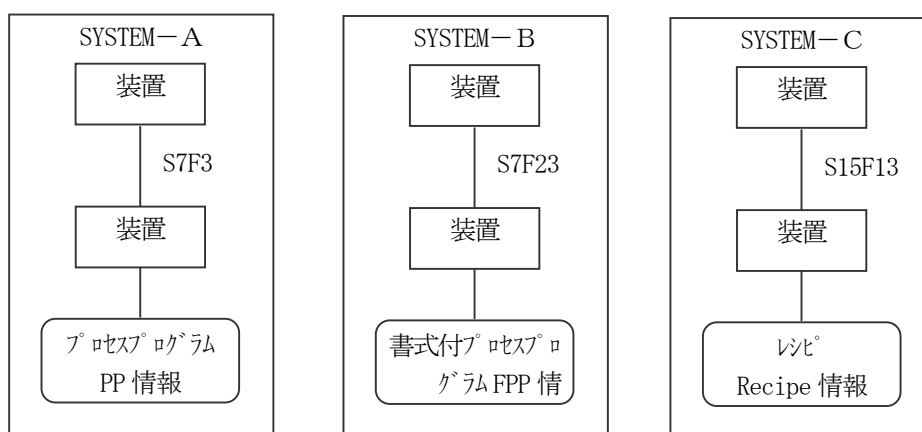 SYSTEM－A
装置
S7F3
装置
ﾌﾟﾛｾｽﾌﾟﾛｸﾞﾗﾑ
PP 情報
SYSTEM－B
装置
S7F23
装置
書式付ﾌﾟﾛｾｽﾌﾟﾛ
ｸﾞﾗﾑ FPP 情
SYSTEM－C
装置
S15F13
装置
ﾚｼﾋﾟ
Recipe 情報